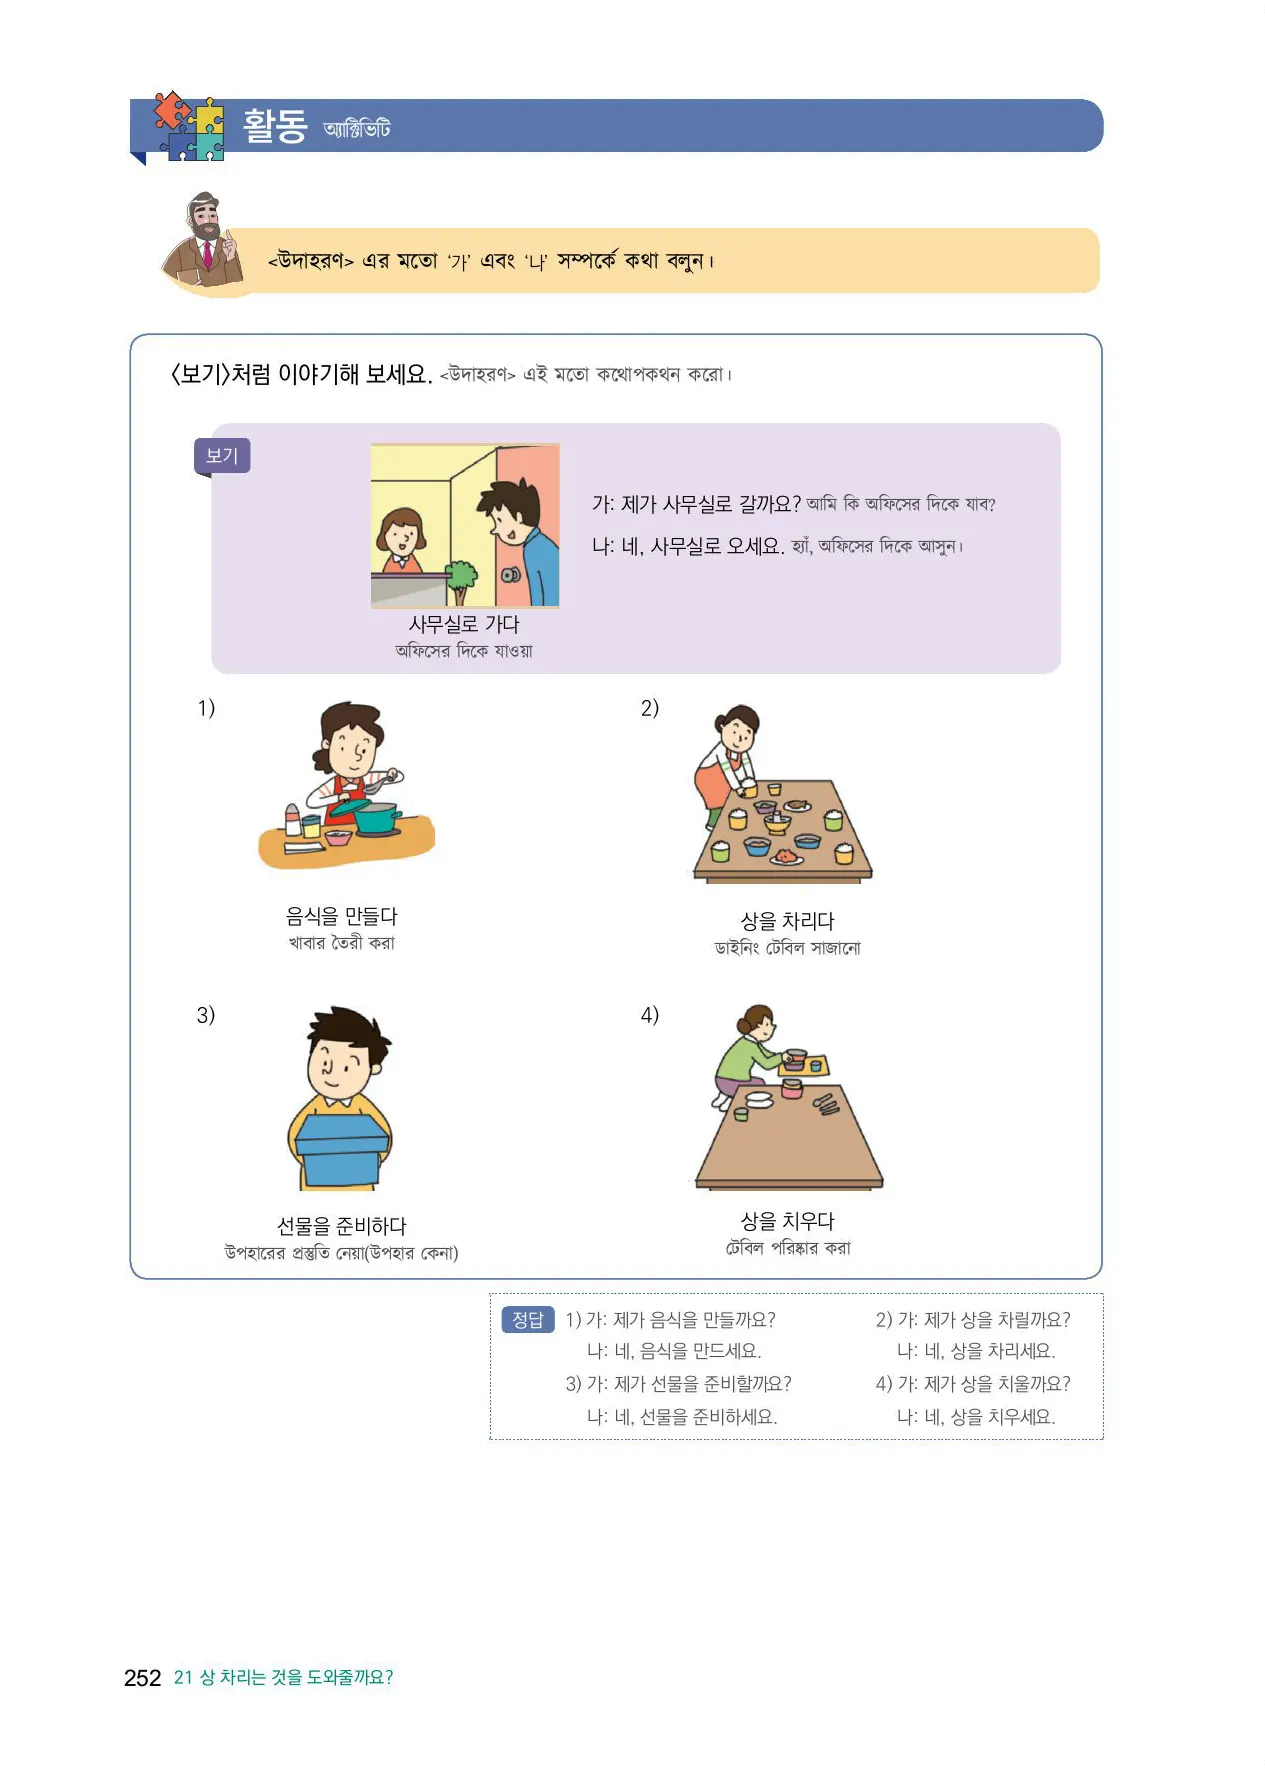 활동 অ্যাক্টিভিটি
<উদাহরণ> এর মতো ‘가’ এবং ‘나’ সম্পর্কে কথা বলুন।
<보기>처럼 이야기해 보세요. <উদাহরণ> এই মতো কথোপকথন করো।
보기
가: 제가 사무실로 갈까요? আমি কি অফিসের দিকে যাব?
나: 네, 사무실로 오세요. হ্যাঁ, অফিসের দিকে আসুন।
사무실로 가다
অফিসের দিকে যাওয়া
1)
음식을 만들다
খাবার তৈরী করা
2)
상을 차리다
ডাইনিং টেবিল সাজানো
3)
선물을 준비하다
উপহারের প্রস্তুতি নেয়া(উপহার কেনা)
4)
상을 치우다
টেবিল পরিষ্কার করা
정답
1) 가: 제가 음식을 만들까요?
나: 네, 음식을 만드세요.
2) 가: 제가 상을 차릴까요?
나: 네, 상을 차리세요.
3) 가: 제가 선물을 준비할까요?
나: 네, 선물을 준비하세요.
4) 가: 제가 상을 치울까요?
나: 네, 상을 치우세요.
252 21 상 차리는 것을 도와줄까요?